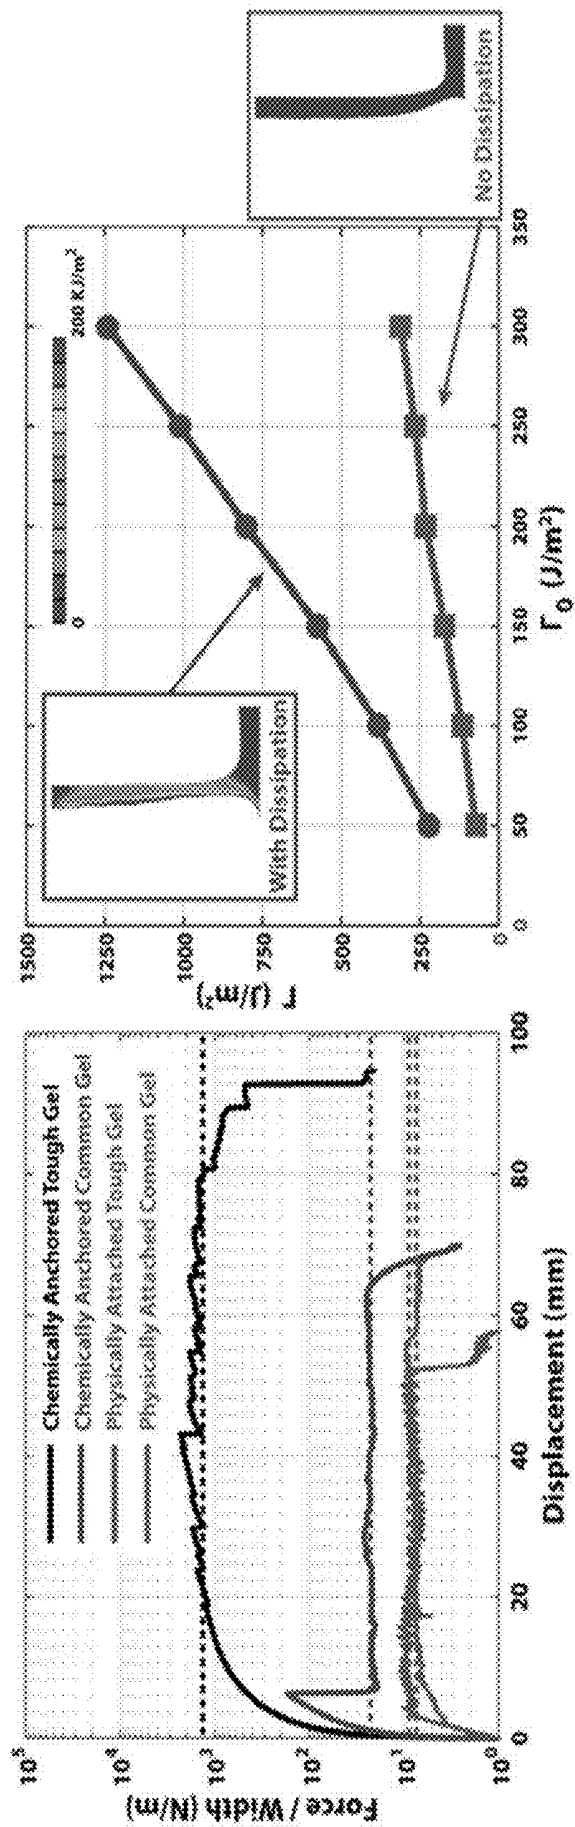 Force / Width (N/m)
10⁵
10⁴
10³
10²
10¹
10⁰
Chemically Anchored Tough Gel
Chemically Anchored Common Gel
Physically Attached Tough Gel
Physically Attached Common Gel
0
20
40
60
80
100
Displacement (mm)
Γ (J/m²)
1500
1250
1000
750
500
250
0
With Dissipation
0
200 KJ/m²
0
50
100
150
200
250
300
350
Γ₀ (J/m²)
No Dissipation